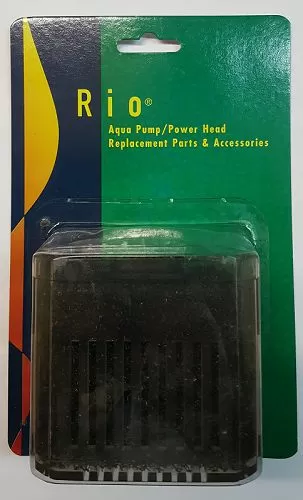 Rio®
Aqua Pump/Power Head
Replacement Parts & Accessories